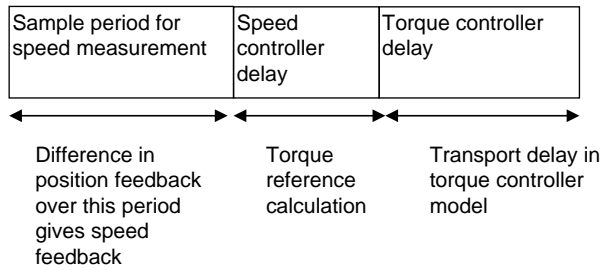 Sample period for
speed measurement
Speed
controller
delay
Torque controller
delay
Difference in
position feedback
over this period
gives speed
feedback
Torque
reference
calculation
Transport delay in
torque controller
model